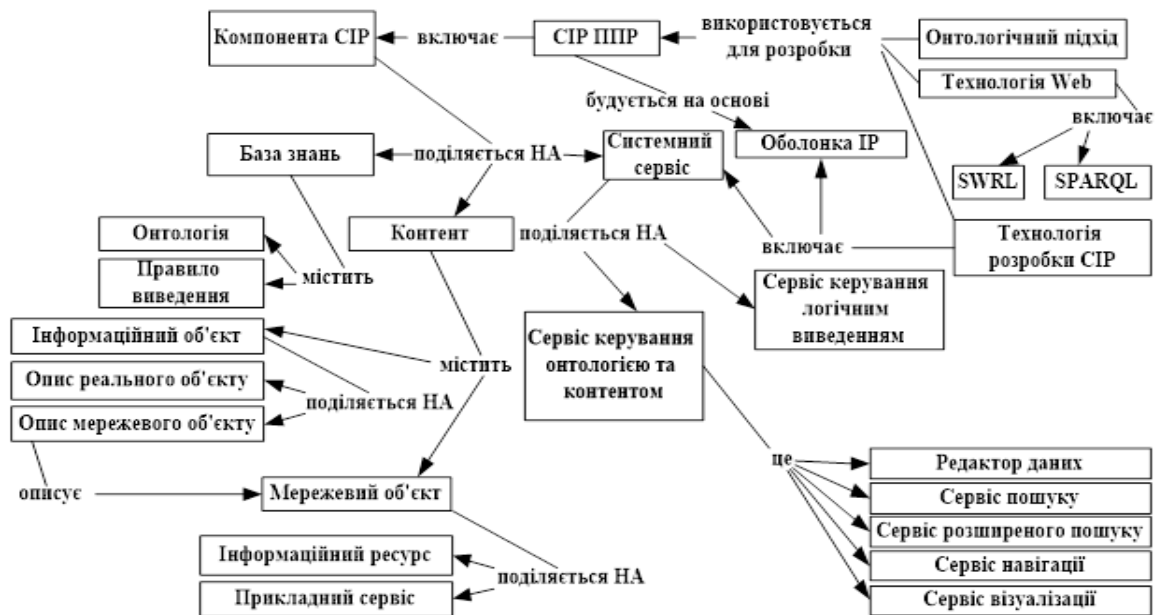 Компонента СІР
включає
СІР ППР
використовується
для розробки
Онтологічний підхід
Технологія Web
включає
SWRL
SPARQL
будується на основі
Оболонка ІР
База знань
поділяється НА
Системний
сервіс
Контент
поділяється НА
включає
Технологія
розробки СІР
Онтологія
Правило
виведення
містить
Сервіс керування
логічним
виведенням
Сервіс керування
онтологією та
контентом
Інформаційний об'єкт
містить
Опис реального об'єкту
поділяється НА
Опис мережевого об'єкту
описує
Мережевий об'єкт
це
Редактор даних
Сервіс пошуку
Сервіс розширеного пошуку
Сервіс навігації
Сервіс візуалізації
Інформаційний ресурс
поділяється НА
Прикладний сервіс